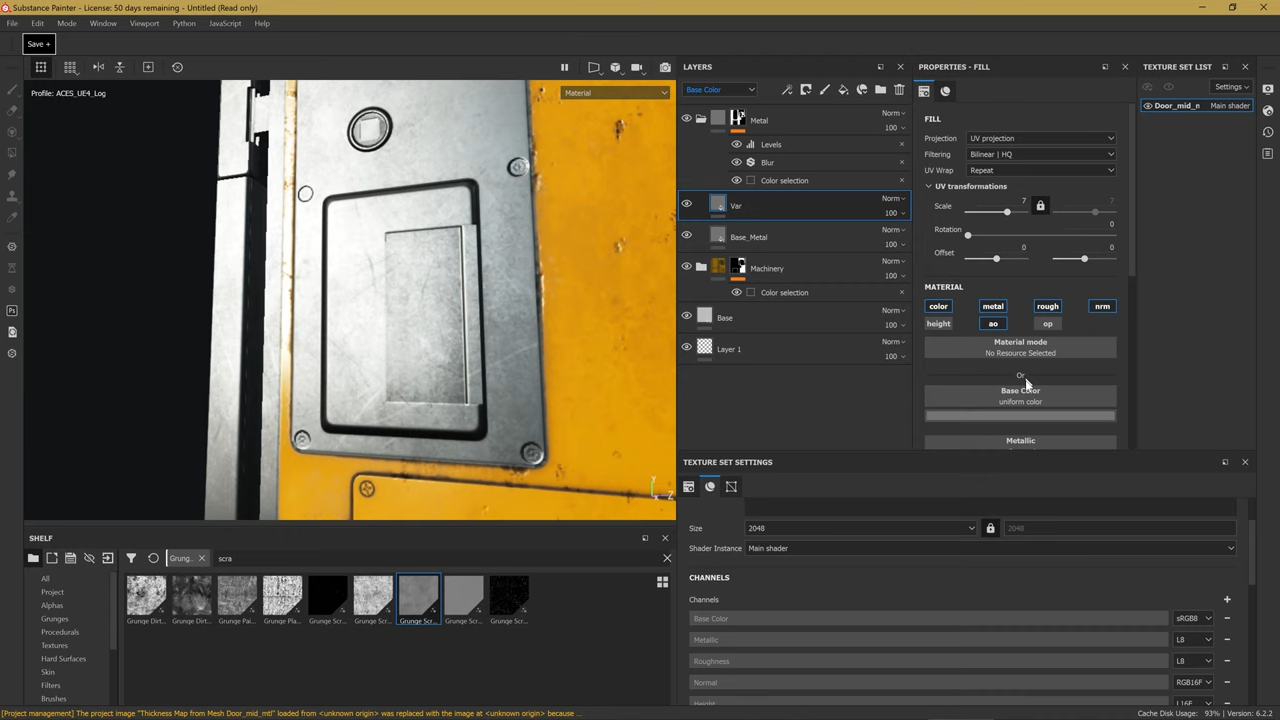 Substance Painter - License: 50 days remaining - Untitled (Read only)
File Edit Mode Window Viewport Python JavaScript Help
Save +
Profile: ACES_UE4_Log
Material
LAYERS
Base Color
Metal
Norm
100
Levels
Blur
Color selection
Var
Norm
100
Base_Metal
Norm
100
Machinery
Norm
100
Color selection
Base
Norm
100
Layer 1
Norm
100
PROPERTIES - FILL
FILL
Projection UV projection
Filtering Bilinear | HQ
UV Wrap Repeat
UV transformations
Scale 7 7
Rotation 0
Offset 0 0
MATERIAL
color metal rough nrm
height ao op
Material mode
No Resource Selected
Or
Base Color
uniform color
Metallic
TEXTURE SET LIST
Settings
Door_mid_n Main shader
TEXTURE SET SETTINGS
Size 2048 2048
Shader Instance Main shader
CHANNELS
Channels
Base Color sRGB8
Metallic L8
Roughness L8
Normal RGB16F
Height L16F
SHELF
Grung... scra
All
Project
Alphas
Grunges
Procedurals
Textures
Hard Surfaces
Skin
Filters
Brushes
Grunge Dirt... Grunge Dirt... Grunge Pai... Grunge Pla... Grunge Scr... Grunge Scr... Grunge Scr... Grunge Scr... Grunge Scr...
[Project management] The project image "Thickness Map from Mesh Door_mid_mtl" loaded from <unknown origin> was replaced with the image at <unknown origin> because ...
Cache Disk Usage: 93% | Version: 6.2.2